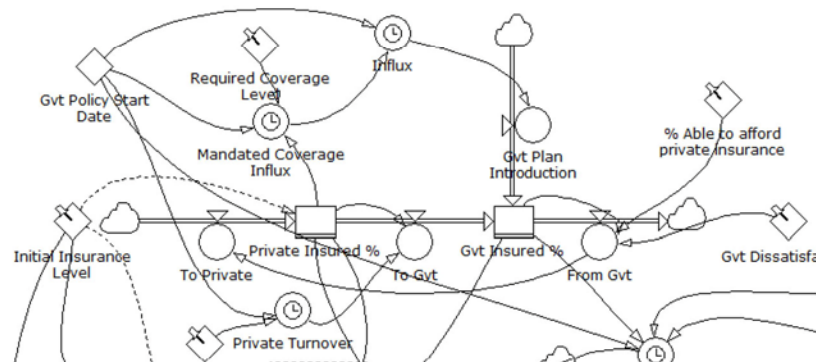 Influx
Required Coverage
Level
Gvt Policy Start
Date
Mandated Coverage
Influx
Gvt Plan
Introduction
% Able to afford
private insurance
Initial Insurance
Level
Private Insured %
Gvt Insured %
Gvt Dissatisfa
To Private
To Gvt
From Gvt
Private Turnover